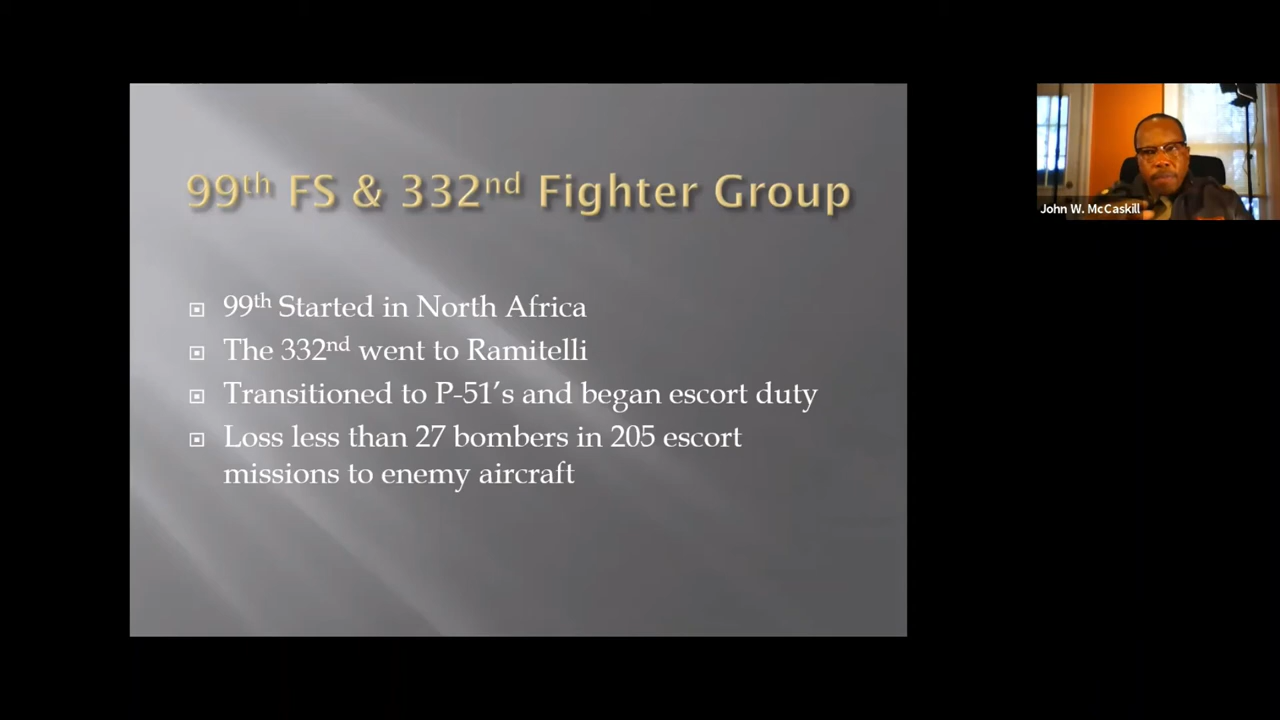 99th FS & 332nd Fighter Group
99th Started in North Africa
The 332nd went to Ramitelli
Transitioned to P-51's and began escort duty
Loss less than 27 bombers in 205 escort
missions to enemy aircraft
John W. McCaskill